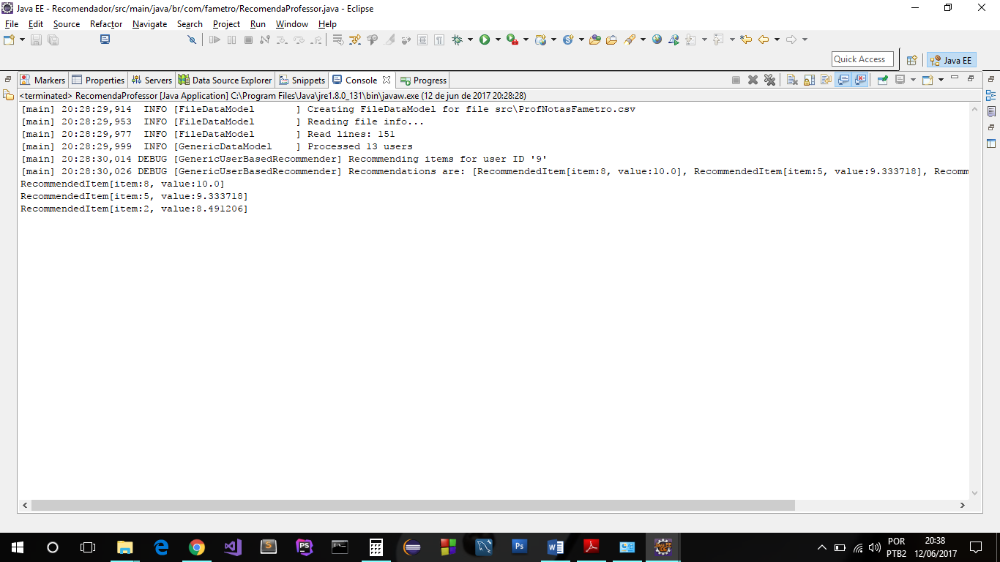 Java EE - Recomendador/src/main/java/br/com/fametro/RecomendaProfessor.java - Eclipse
File Edit Source Refactor Navigate Search Project Run Window Help
Quick Access
Java EE
Markers Properties Servers Data Source Explorer Snippets Console Progress
<terminated> RecomendaProfessor [Java Application] C:\Program Files\Java\jre1.8.0_131\bin\javaw.exe (12 de jun de 2017 20:28:28)
[main] 20:28:29,914  INFO [FileDataModel       ] Creating FileDataModel for file src\ProfNotasFametro.csv
[main] 20:28:29,953  INFO [FileDataModel       ] Reading file info...
[main] 20:28:29,977  INFO [FileDataModel       ] Read lines: 151
[main] 20:28:29,999  INFO [GenericDataModel    ] Processed 13 users
[main] 20:28:30,014 DEBUG [GenericUserBasedRecommender] Recommending items for user ID '9'
[main] 20:28:30,026 DEBUG [GenericUserBasedRecommender] Recommendations are: [RecommendedItem[item:8, value:10.0], RecommendedItem[item:5, value:9.333718], Recomm
RecommendedItem[item:8, value:10.0]
RecommendedItem[item:5, value:9.333718]
RecommendedItem[item:2, value:8.491206]
POR
PTB2
20:38
12/06/2017
S
PS
C:\_
Ps
W
JAVA EE
IDE